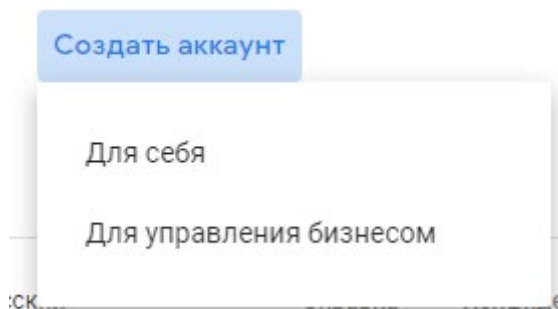 Создать аккаунт
Для себя
Для управления бизнесом